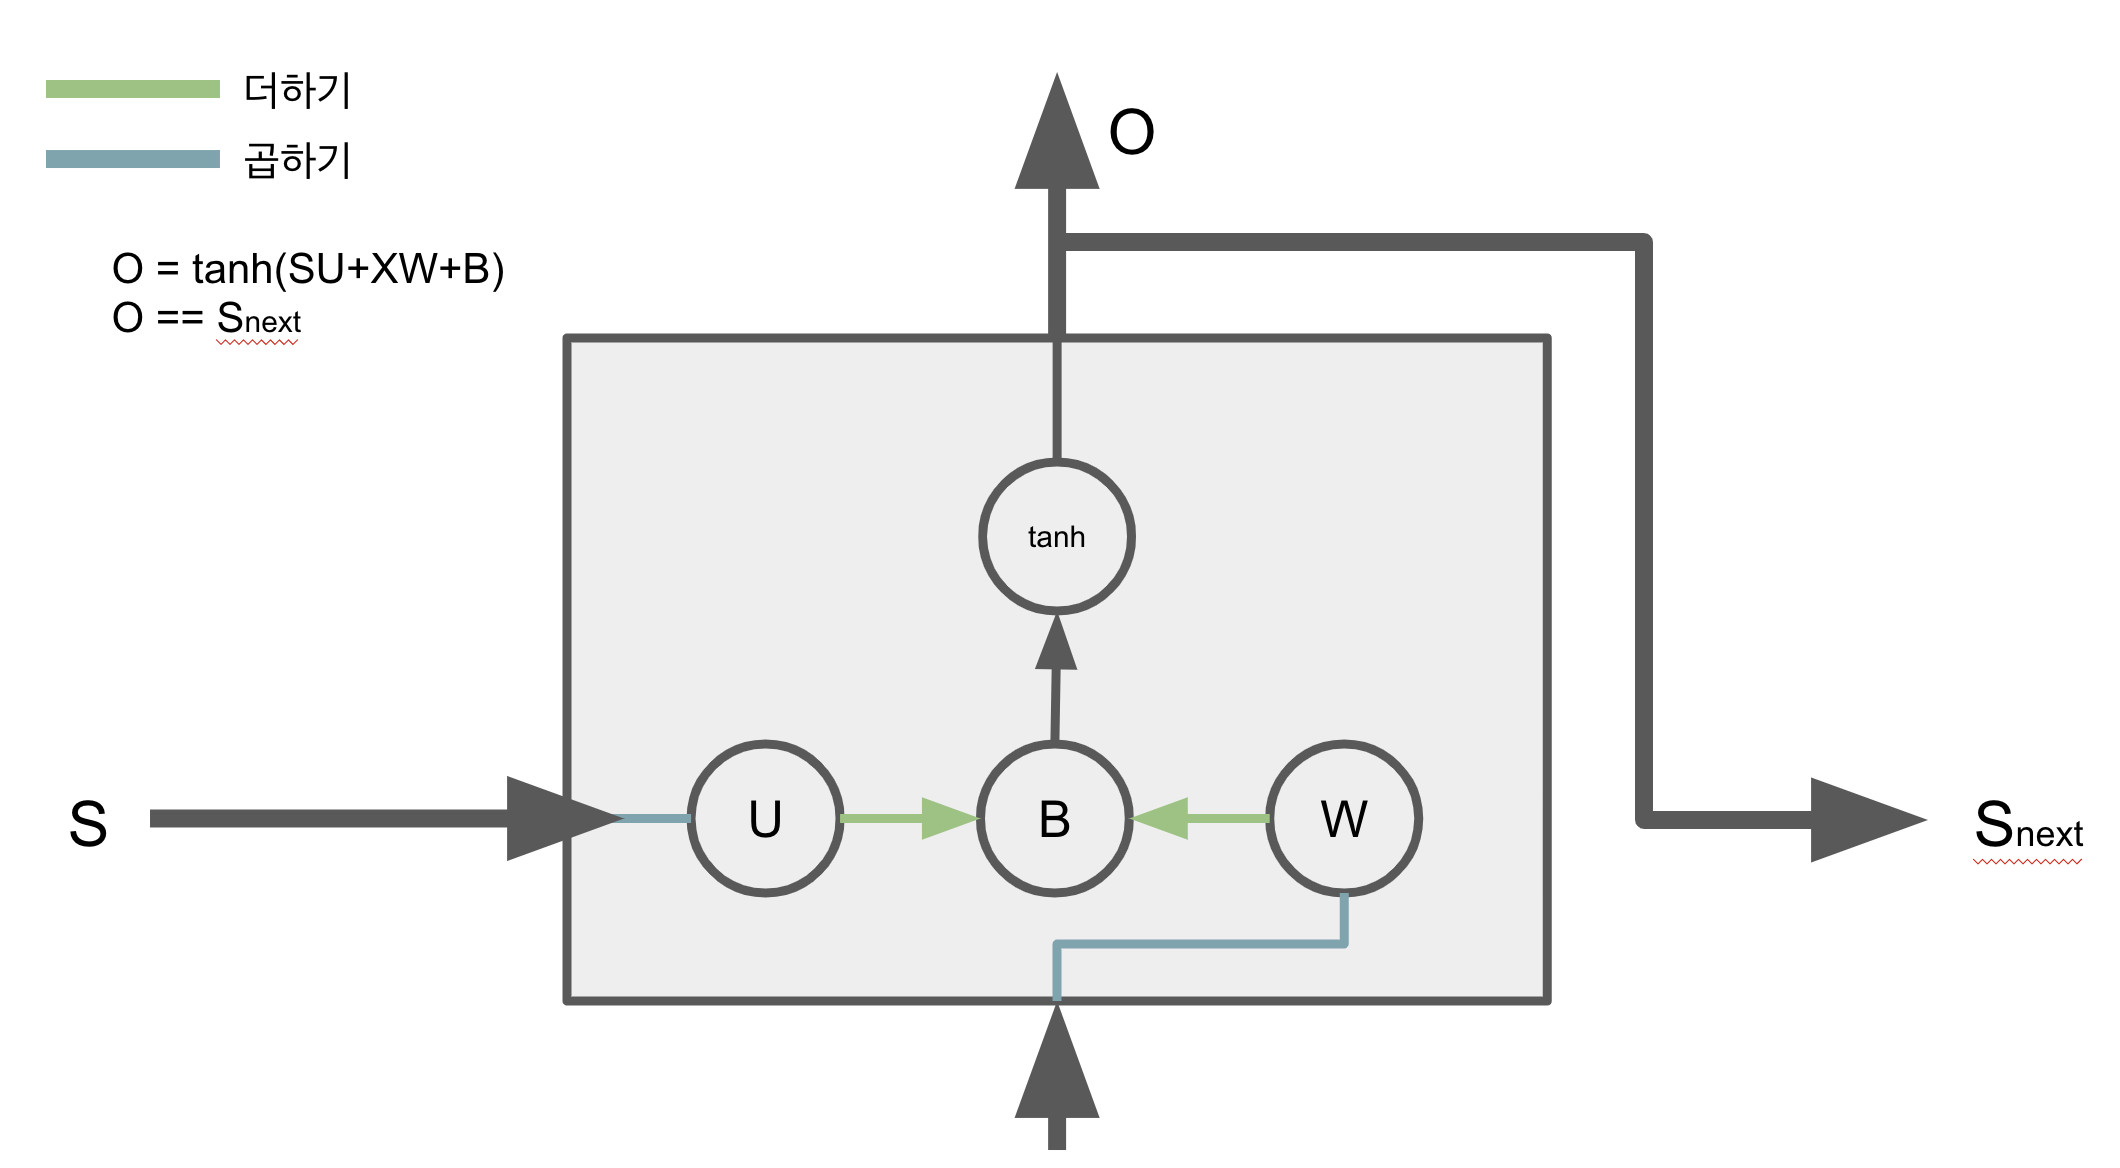 더하기
곱하기
O = tanh(SU+XW+B)
O == Snext
O
tanh
S
U
B
W
Snext